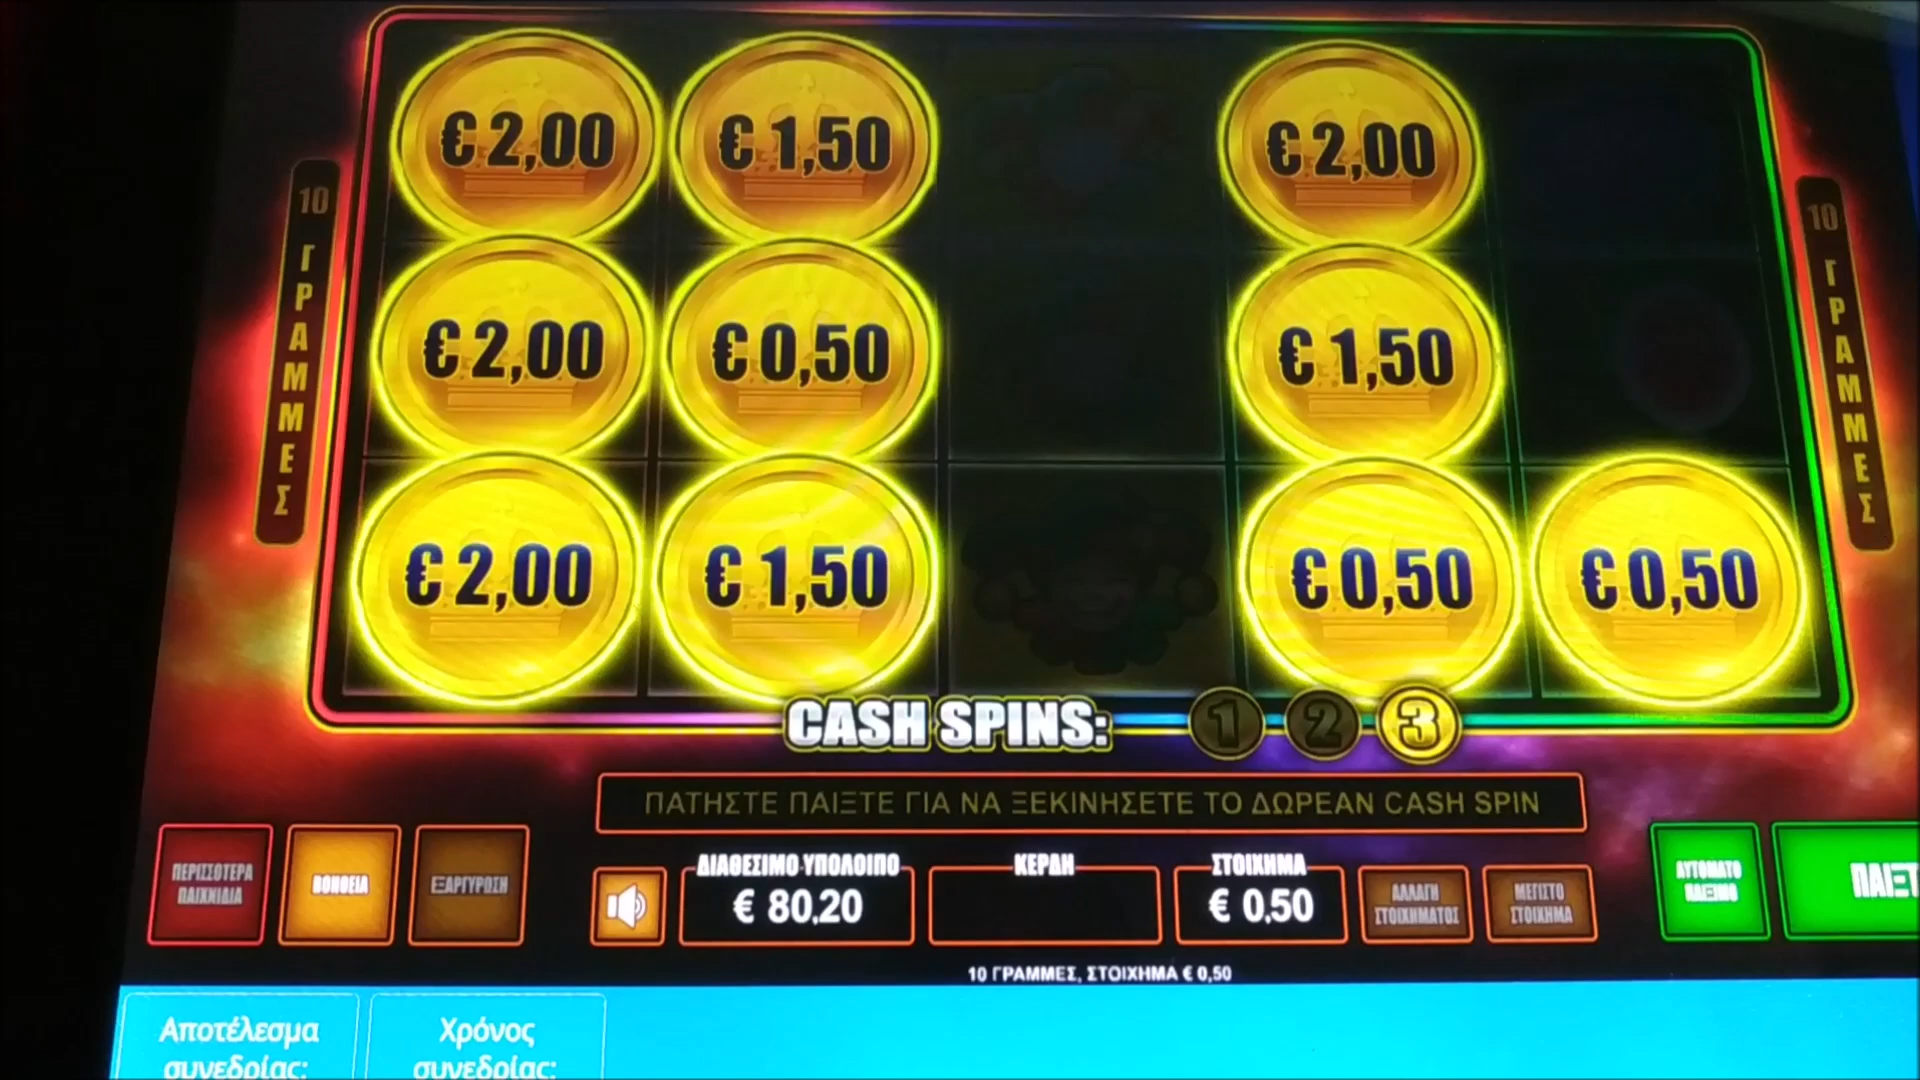 € 2,00 € 1,50 € 2,00
€ 2,00 € 0,50 € 1,50
€ 2,00 € 1,50 € 0,50 € 0,50
10 ΓΡΑΜΜΕΣ
10 ΓΡΑΜΜΕΣ
CASH SPINS: 1 2 3
ΠΑΤΗΣΤΕ ΠΑΙΞΤΕ ΓΙΑ ΝΑ ΞΕΚΙΝΗΣΕΤΕ ΤΟ ΔΩΡΕΑΝ CASH SPIN
ΠΕΡΙΣΣΟΤΕΡΑ
ΠΑΙΧΝΙΔΙΑ
ΒΟΗΘΕΙΑ
ΕΞΑΡΓΥΡΩΣΗ
ΔΙΑΘΕΣΙΜΟ ΥΠΟΛΟΙΠΟ
€ 80,20
ΚΕΡΔΗ
ΣΤΟΙΧΗΜΑ
€ 0,50
ΑΛΛΑΓΗ
ΣΤΟΙΧΗΜΑΤΟΣ
ΜΕΓΙΣΤΟ
ΣΤΟΙΧΗΜΑ
ΑΥΤΟΜΑΤΟ
ΠΑΙΞΙΜΟ
ΠΑΙΞΤ
10 ΓΡΑΜΜΕΣ, ΣΤΟΙΧΗΜΑ € 0,50
Αποτέλεσμα
συνεδρίας:
Χρόνος
συνεδρίας: